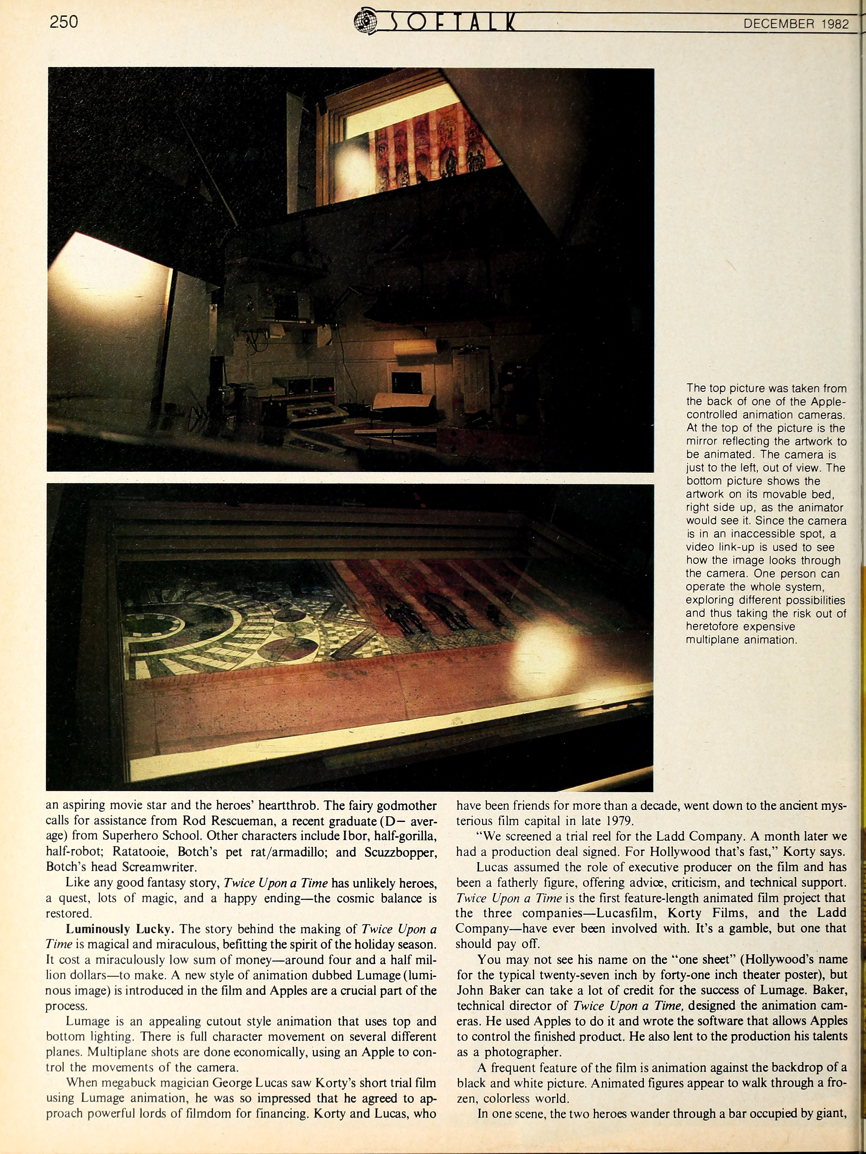 250
SOFTALK
DECEMBER 1982
The top picture was taken from
the back of one of the Apple-
controlled animation cameras.
At the top of the picture is the
mirror reflecting the artwork to
be animated. The camera is
just to the left, out of view. The
bottom picture shows the
artwork on its movable bed,
right side up, as the animator
would see it. Since the camera
is in an inaccessible spot, a
video link-up is used to see
how the image looks through
the camera. One person can
operate the whole system,
exploring different possibilities
and thus taking the risk out of
heretofore expensive
multiplane animation.
an aspiring movie star and the heroes' heartthrob. The fairy godmother
calls for assistance from Rod Rescueman, a recent graduate (D– aver-
age) from Superhero School. Other characters include Ibor, half-gorilla,
half-robot; Ratatooie, Botch's pet rat/armadillo; and Scuzzbopper,
Botch's head Screamwriter.
Like any good fantasy story, Twice Upon a Time has unlikely heroes,
a quest, lots of magic, and a happy ending—the cosmic balance is
restored.
Luminously Lucky. The story behind the making of Twice Upon a
Time is magical and miraculous, befitting the spirit of the holiday season.
It cost a miraculously low sum of money—around four and a half mil-
lion dollars—to make. A new style of animation dubbed Lumage (lumi-
nous image) is introduced in the film and Apples are a crucial part of the
process.
Lumage is an appealing cutout style animation that uses top and
bottom lighting. There is full character movement on several different
planes. Multiplane shots are done economically, using an Apple to con-
trol the movements of the camera.
When megabuck magician George Lucas saw Korty's short trial film
using Lumage animation, he was so impressed that he agreed to ap-
proach powerful lords of filmdom for financing. Korty and Lucas, who
have been friends for more than a decade, went down to the ancient mys-
terious film capital in late 1979.
"We screened a trial reel for the Ladd Company. A month later we
had a production deal signed. For Hollywood that's fast," Korty says.
Lucas assumed the role of executive producer on the film and has
been a fatherly figure, offering advice, criticism, and technical support.
Twice Upon a Time is the first feature-length animated film project that
the three companies—Lucasfilm, Korty Films, and the Ladd
Company—have ever been involved with. It's a gamble, but one that
should pay off.
You may not see his name on the "one sheet" (Hollywood's name
for the typical twenty-seven inch by forty-one inch theater poster), but
John Baker can take a lot of credit for the success of Lumage. Baker,
technical director of Twice Upon a Time, designed the animation cam-
eras. He used Apples to do it and wrote the software that allows Apples
to control the finished product. He also lent to the production his talents
as a photographer.
A frequent feature of the film is animation against the backdrop of a
black and white picture. Animated figures appear to walk through a fro-
zen, colorless world.
In one scene, the two heroes wander through a bar occupied by giant,